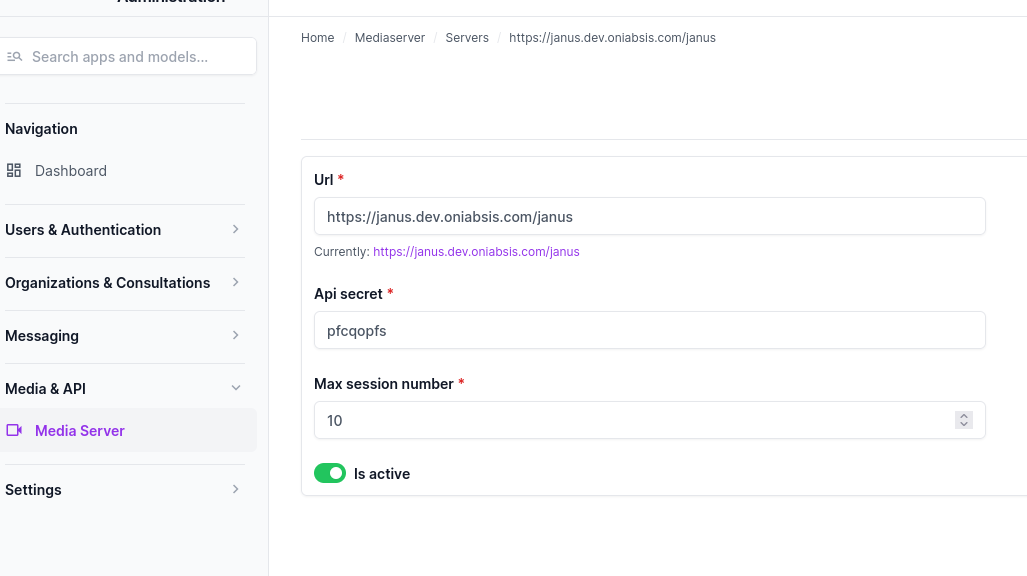 Administration
Search apps and models...
Navigation
Dashboard
Users & Authentication
Organizations & Consultations
Messaging
Media & API
Media Server
Settings
Home / Mediaserver / Servers / https://janus.dev.oniabsis.com/janus
Url *
https://janus.dev.oniabsis.com/janus
Currently: https://janus.dev.oniabsis.com/janus
Api secret *
pfcqopfs
Max session number *
10
Is active